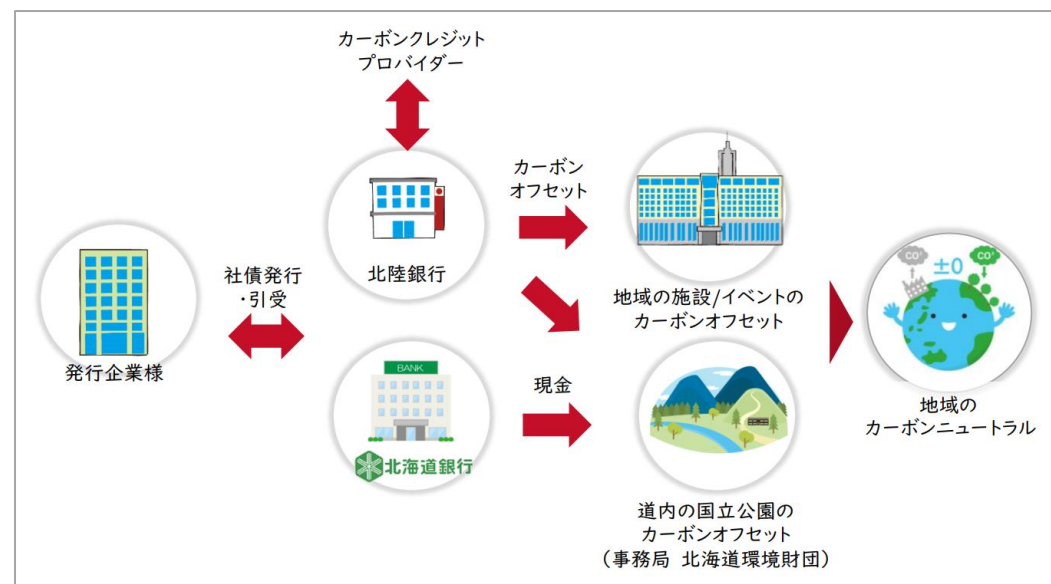 カーボンクレジット
プロバイダー
カーボン
オフセット
北陸銀行
社債発行
・引受
発行企業様
地域の施設/イベントの
カーボンオフセット
CO²
±0
CO²
BANK
北海道銀行
現金
地域の
カーボンニュートラル
道内の国立公園の
カーボンオフセット
(事務局 北海道環境財団)